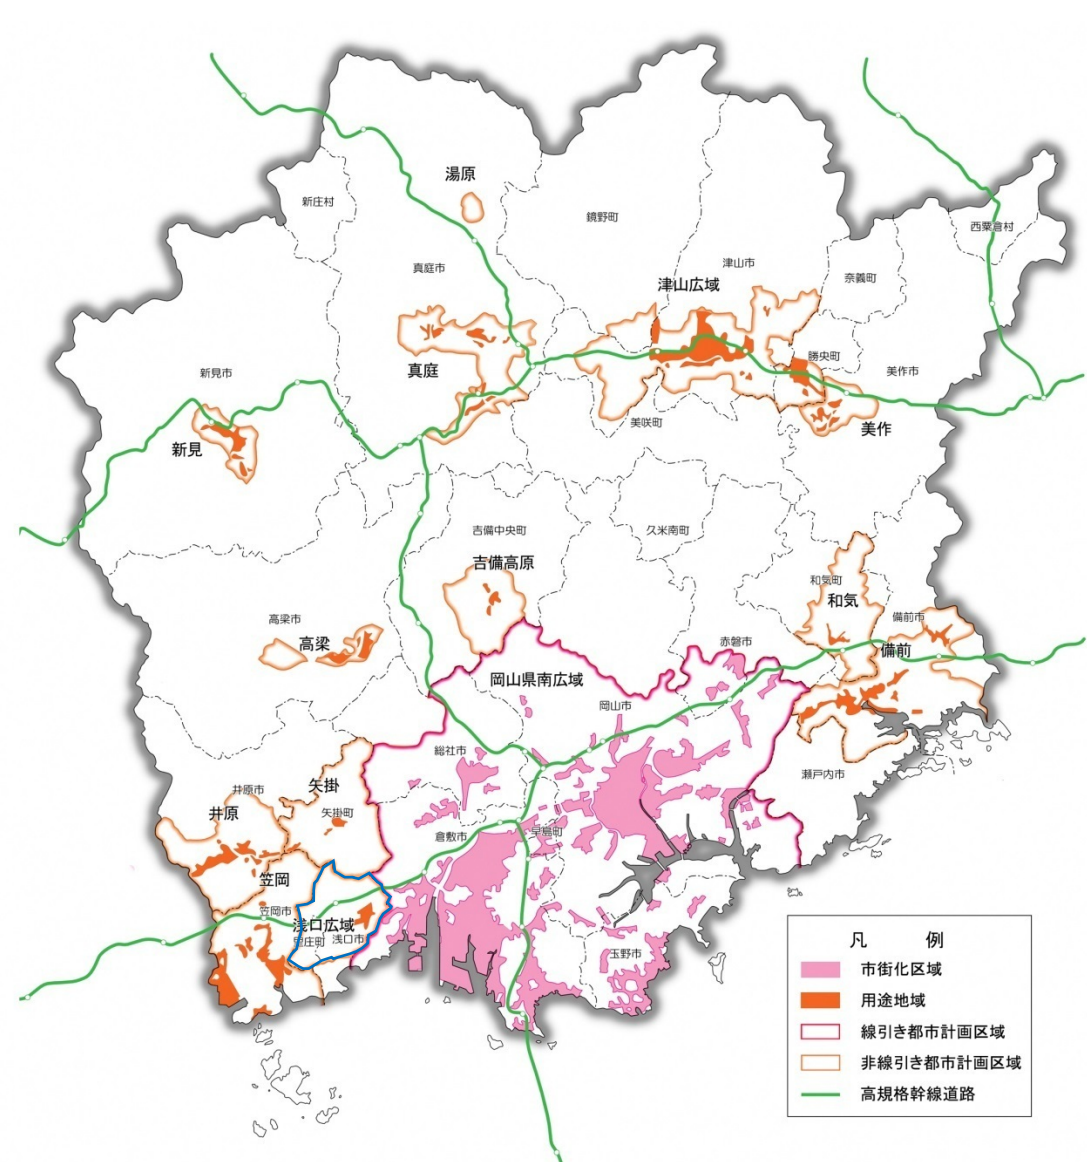 湯原
新庄村
鏡野町
西粟倉村
真庭市
津山市
奈義町
津山広域
真庭
勝央町
新見市
美作市
美咲町
美作
新見
吉備中央町
久米南町
吉備高原
和気町
和気
高梁市
備前市
高梁
赤磐市
備前
岡山県南広域
岡山市
総社市
瀬戸内市
矢掛
井原市
井原
矢掛町
倉敷市
早島町
笠岡
笠岡市
浅口広域
里庄町
浅口市
玉野市
凡 例
市街化区域
用途地域
線引き都市計画区域
非線引き都市計画区域
高規格幹線道路